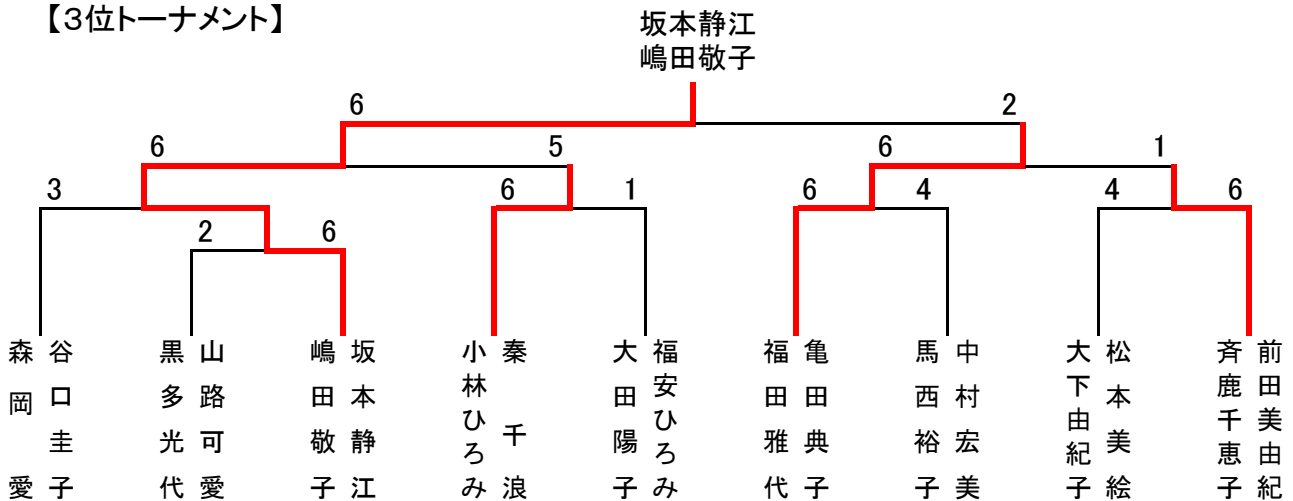 【３位トーナメント】
坂本静江
嶋田敬子
6 2
6 5 6 1
3 6 1 6 4 4 6
2 6
谷口圭子
森岡愛
山路可愛
黒多光代
坂本静江
嶋田敬子
秦千浪
小林ひろみ
福安ひろみ
大田陽子
亀田典子
福田雅代
中村宏美
馬西裕子
松本美絵
大下由紀子
前田美由紀
斉鹿千恵子